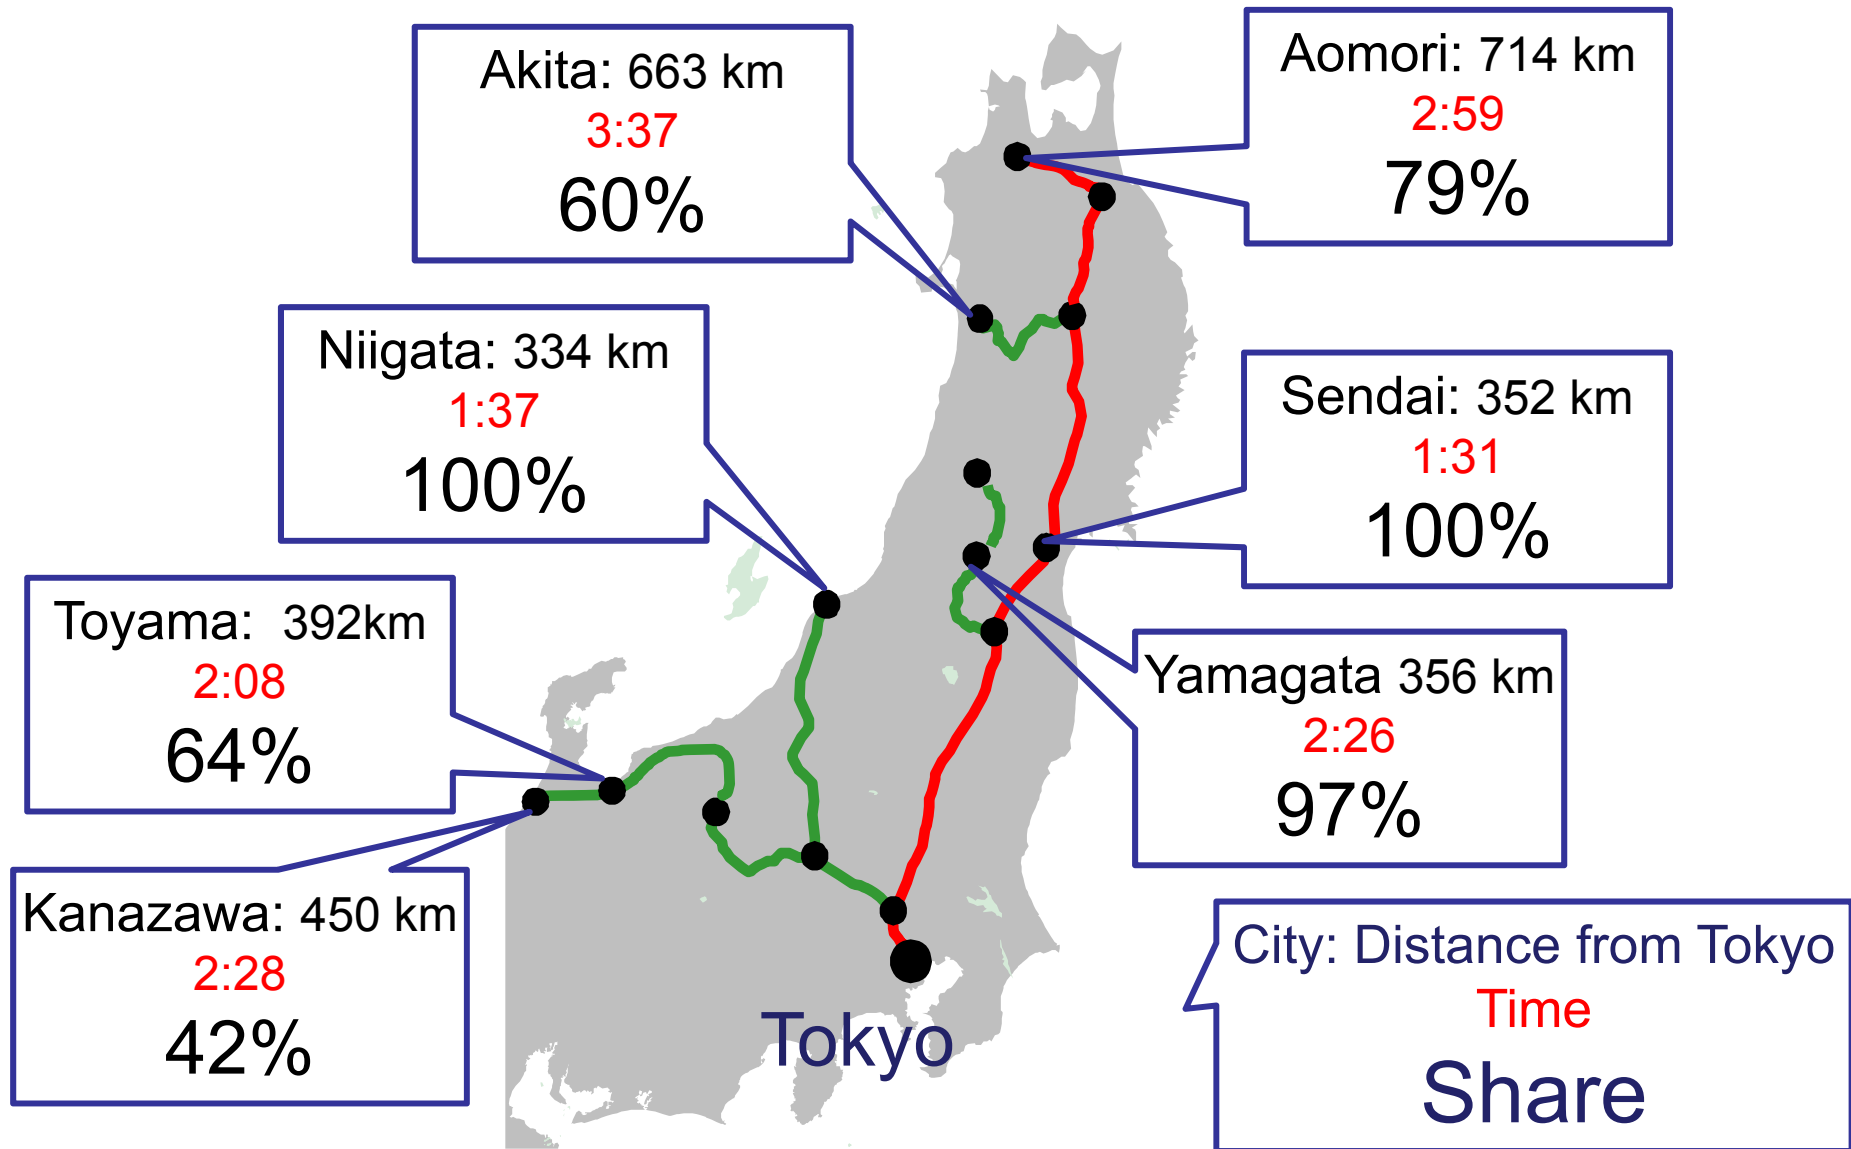 Akita: 663 km
3:37
60%
Aomori: 714 km
2:59
79%
Niigata: 334 km
1:37
100%
Sendai: 352 km
1:31
100%
Toyama: 392km
2:08
64%
Yamagata 356 km
2:26
97%
Kanazawa: 450 km
2:28
42%
Tokyo
City: Distance from Tokyo
Time
Share